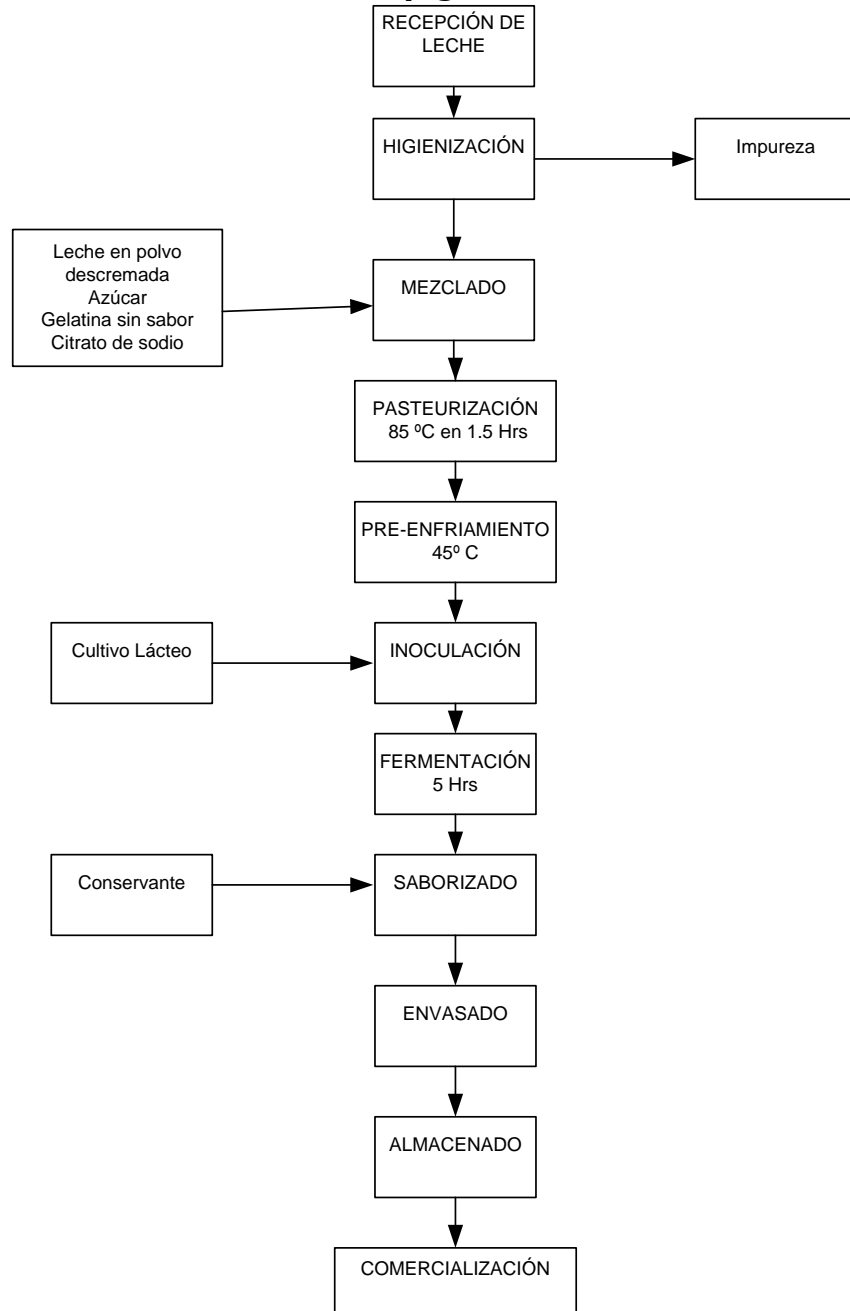 RECEPCIÓN DE
LECHE
HIGIENIZACIÓN
Impureza
Leche en polvo
descremada
Azúcar
Gelatina sin sabor
Citrato de sodio
MEZCLADO
PASTEURIZACIÓN
85 ºC en 1.5 Hrs
PRE-ENFRIAMIENTO
45º C
Cultivo Lácteo
INOCULACIÓN
FERMENTACIÓN
5 Hrs
Conservante
SABORIZADO
ENVASADO
ALMACENADO
COMERCIALIZACIÓN